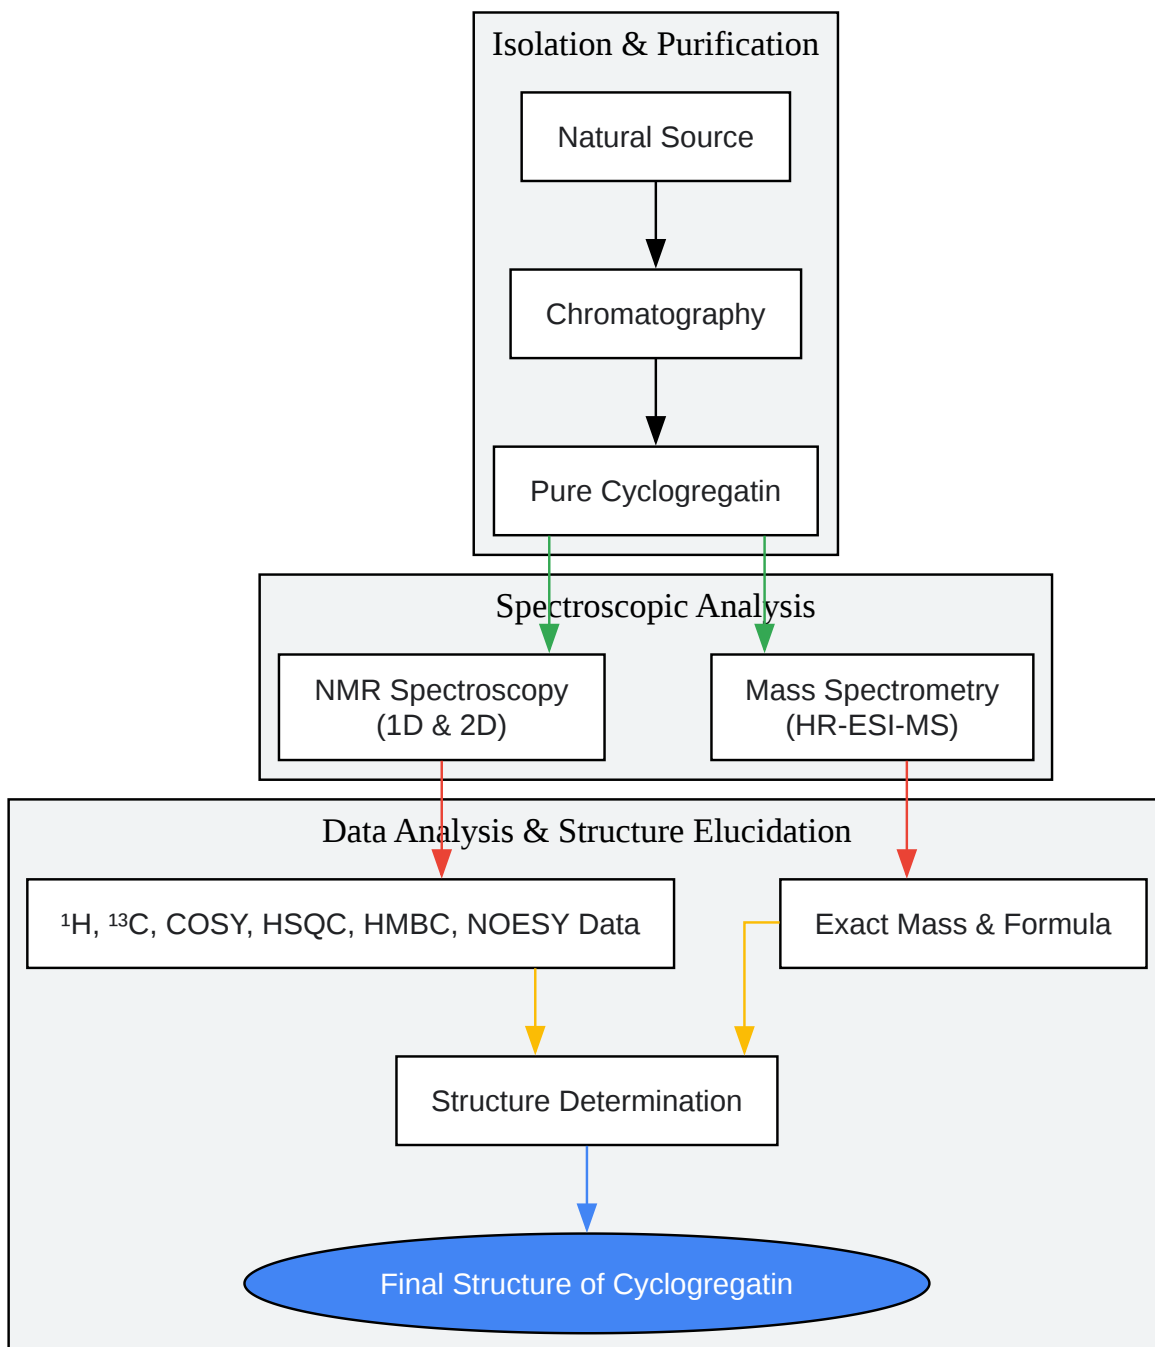 Isolation & Purification
Natural Source
Chromatography
Pure Cyclogregatin
Spectroscopic Analysis
NMR Spectroscopy
(1D & 2D)
Mass Spectrometry
(HR-ESI-MS)
Data Analysis & Structure Elucidation
¹H, ¹³C, COSY, HSQC, HMBC, NOESY Data
Exact Mass & Formula
Structure Determination
Final Structure of Cyclogregatin